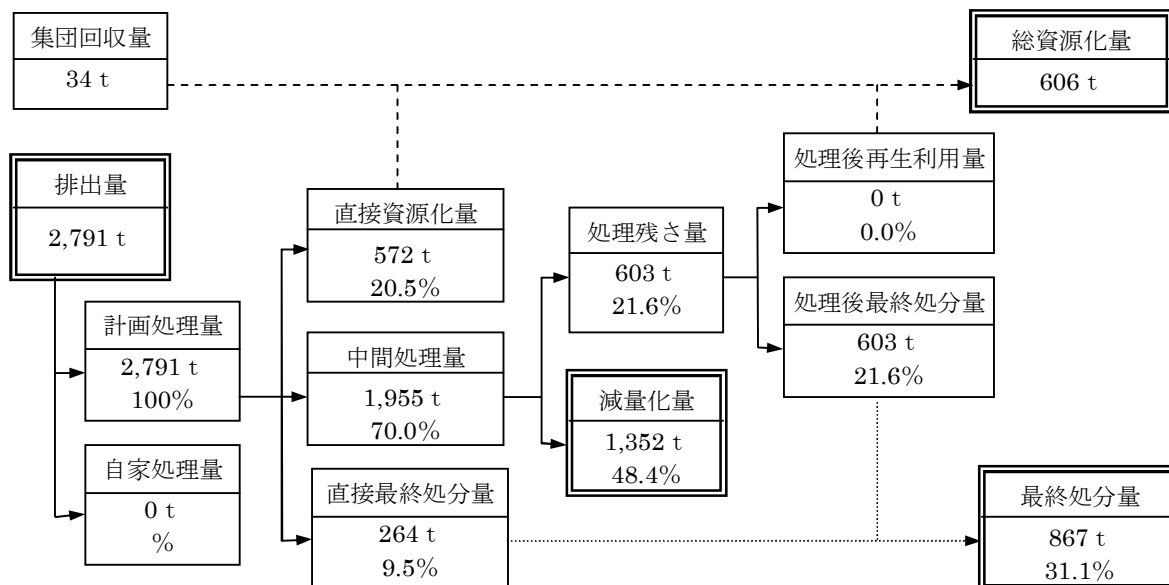 集団回収量
34 t
総資源化量
606 t
排出量
2,791 t
計画処理量
2,791 t
100%
自家処理量
0 t
%
直接資源化量
572 t
20.5%
中間処理量
1,955 t
70.0%
直接最終処分量
264 t
9.5%
処理残さ量
603 t
21.6%
減量化量
1,352 t
48.4%
処理後再生利用量
0 t
0.0%
処理後最終処分量
603 t
21.6%
最終処分量
867 t
31.1%